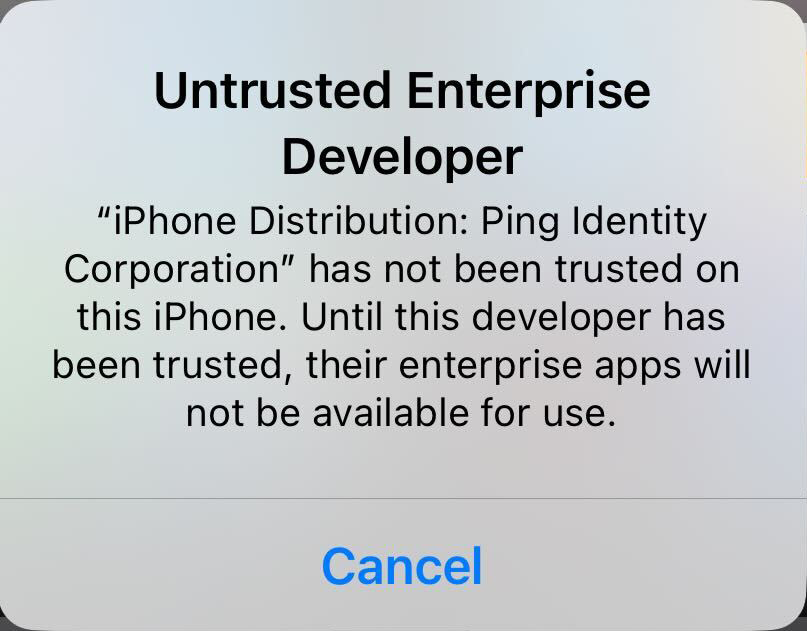 Untrusted Enterprise
Developer
“iPhone Distribution: Ping Identity
Corporation” has not been trusted on
this iPhone. Until this developer has
been trusted, their enterprise apps will
not be available for use.
Cancel